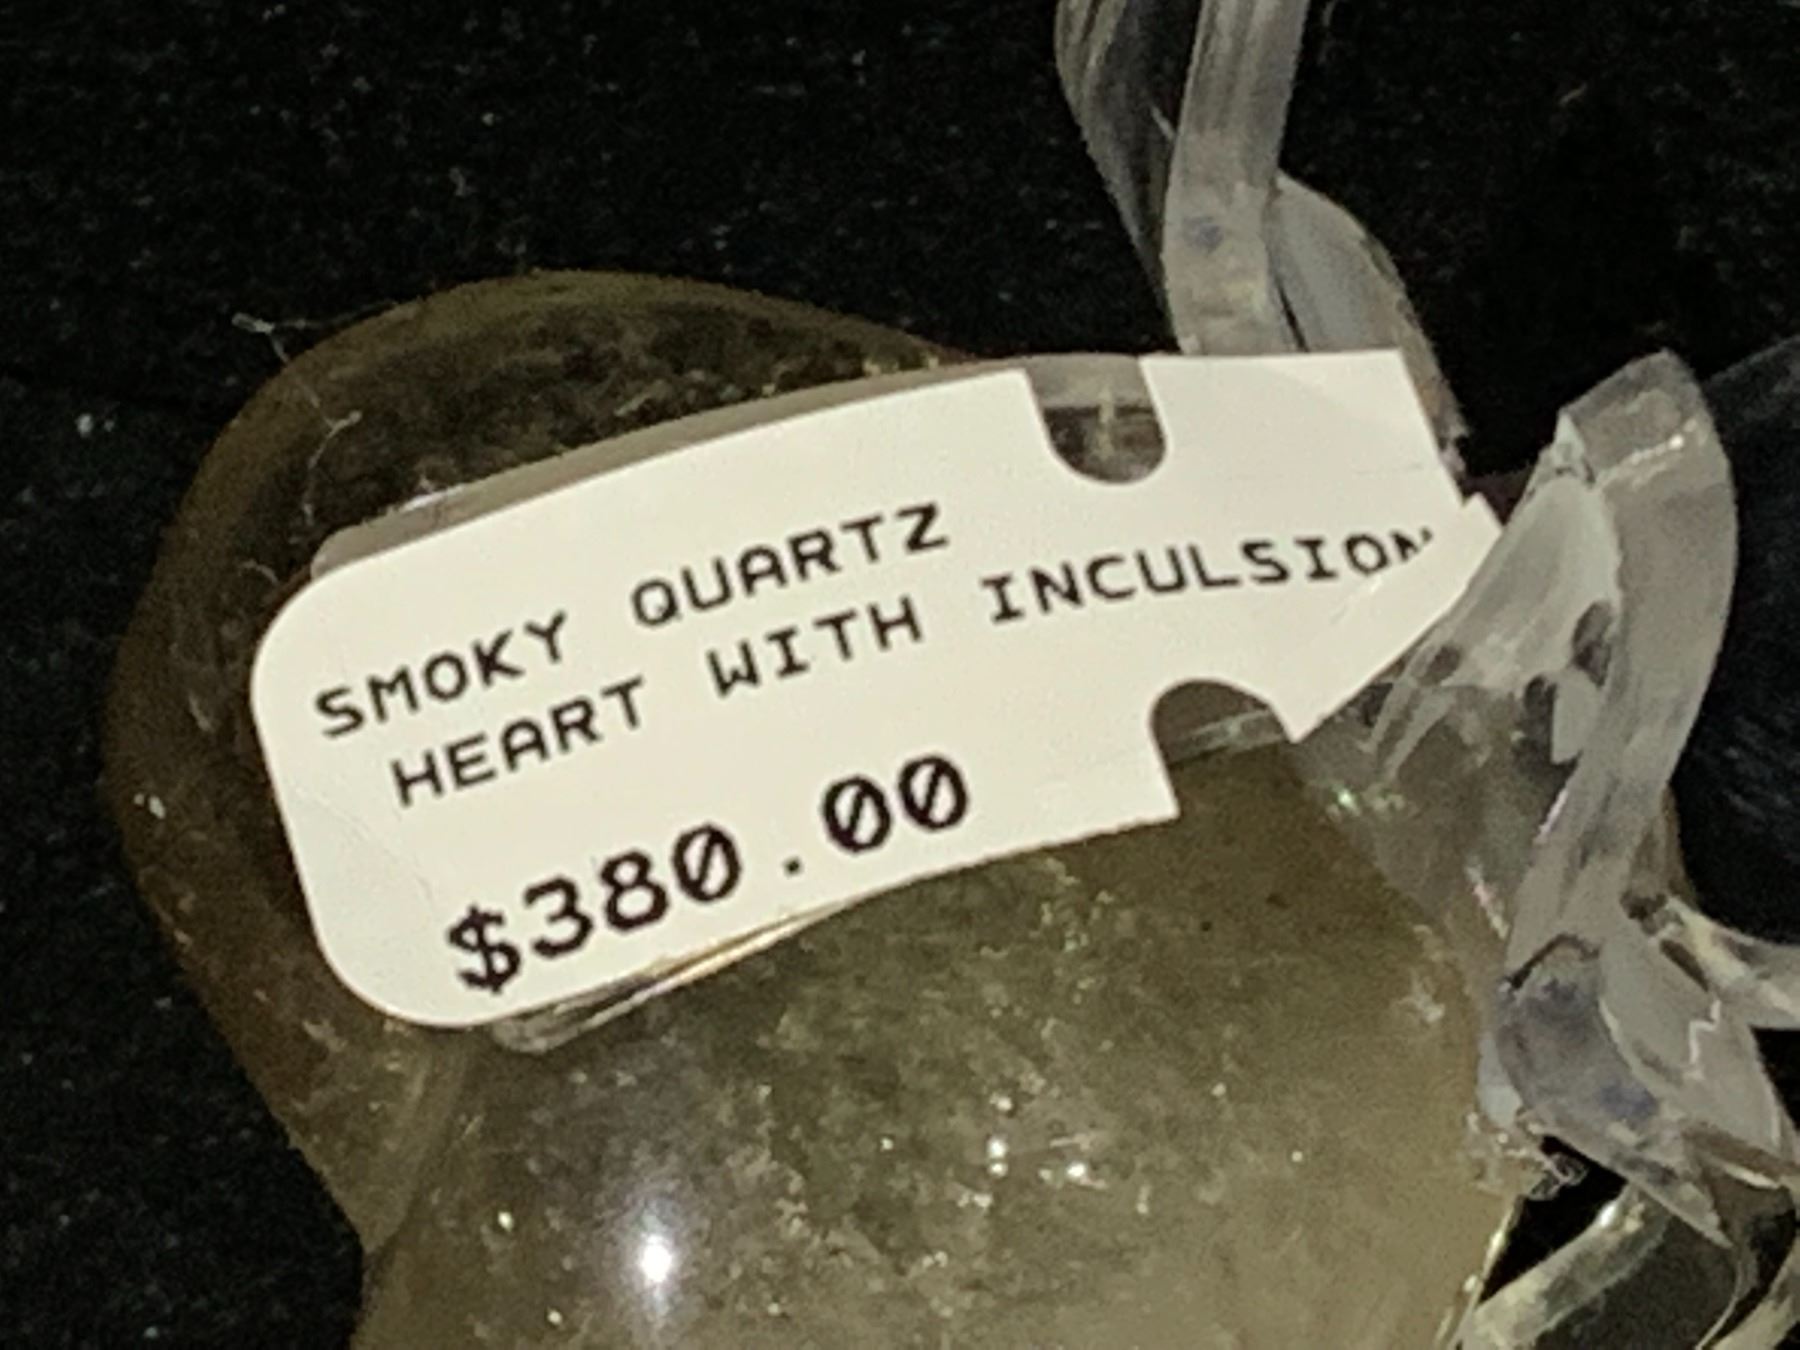 SMOKY QUARTZ
HEART WITH INCULSION
$380.00